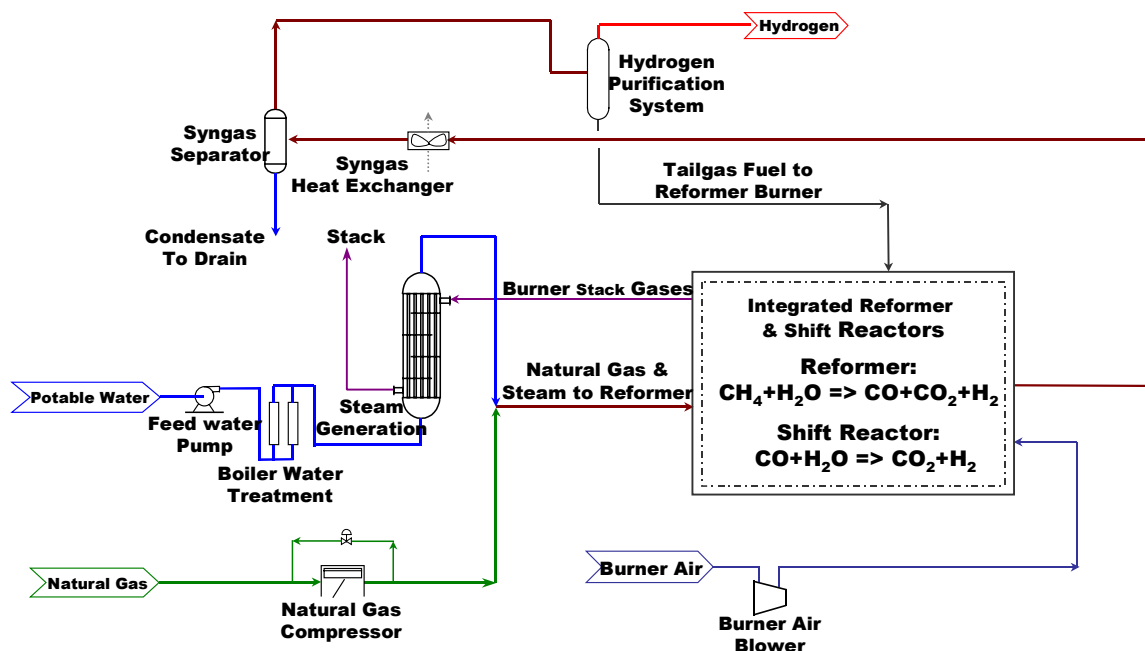 Hydrogen
Hydrogen
Purification
System
Syngas
Separator
Syngas
Heat Exchanger
Tailgas Fuel to
Reformer Burner
Condensate
To Drain
Stack
Burner Stack Gases
Integrated Reformer
& Shift Reactors
Reformer:
CH₄+H₂O => CO+CO₂+H₂
Shift Reactor:
CO+H₂O => CO₂+H₂
Natural Gas &
Steam to Reformer
Potable Water
Feed water
Pump
Steam
Generation
Boiler Water
Treatment
Natural Gas
Natural Gas
Compressor
Burner Air
Burner Air
Blower